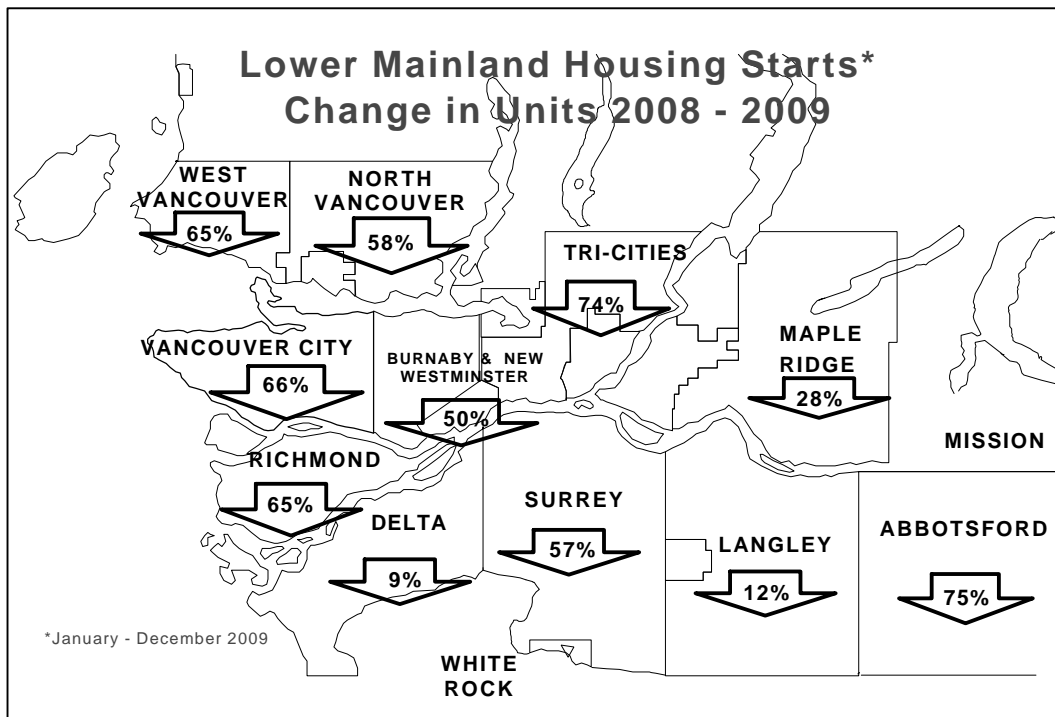 Lower Mainland Housing Starts*
Change in Units 2008 - 2009
WEST
VANCOUVER
65%
NORTH
VANCOUVER
58%
TRI-CITIES
74%
VANCOUVER CITY
66%
BURNABY & NEW
WESTMINSTER
50%
MAPLE
RIDGE
28%
MISSION
RICHMOND
65%
DELTA
9%
SURREY
57%
LANGLEY
12%
ABBOTSFORD
75%
*January - December 2009
WHITE
ROCK